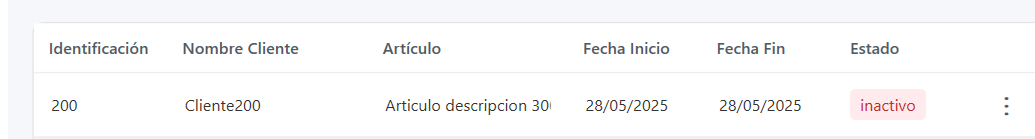 Identificación Nombre Cliente Artículo Fecha Inicio Fecha Fin Estado
200 Cliente200 Articulo descripcion 30 28/05/2025 28/05/2025 inactivo